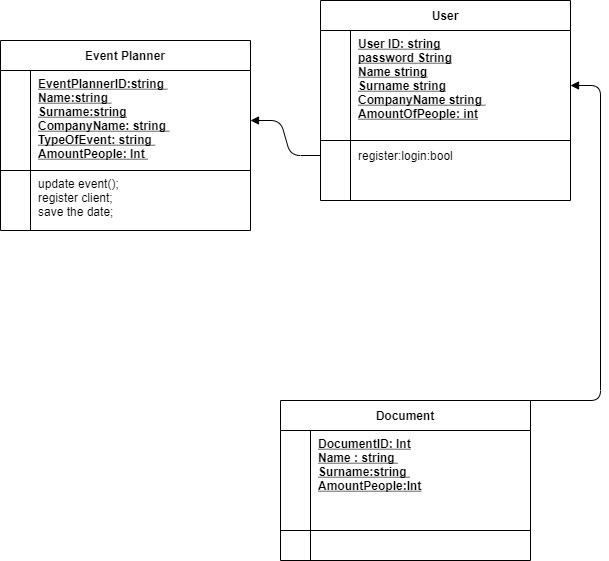 User
User ID: string
password String
Name string
Surname string
CompanyName string
AmountOfPeople: int
register:login:bool
Event Planner
EventPlannerID:string
Name:string
Surname:string
CompanyName: string
TypeOfEvent: string
AmountPeople: Int
update event();
register client;
save the date;
Document
DocumentID: Int
Name : string
Surname:string
AmountPeople:Int